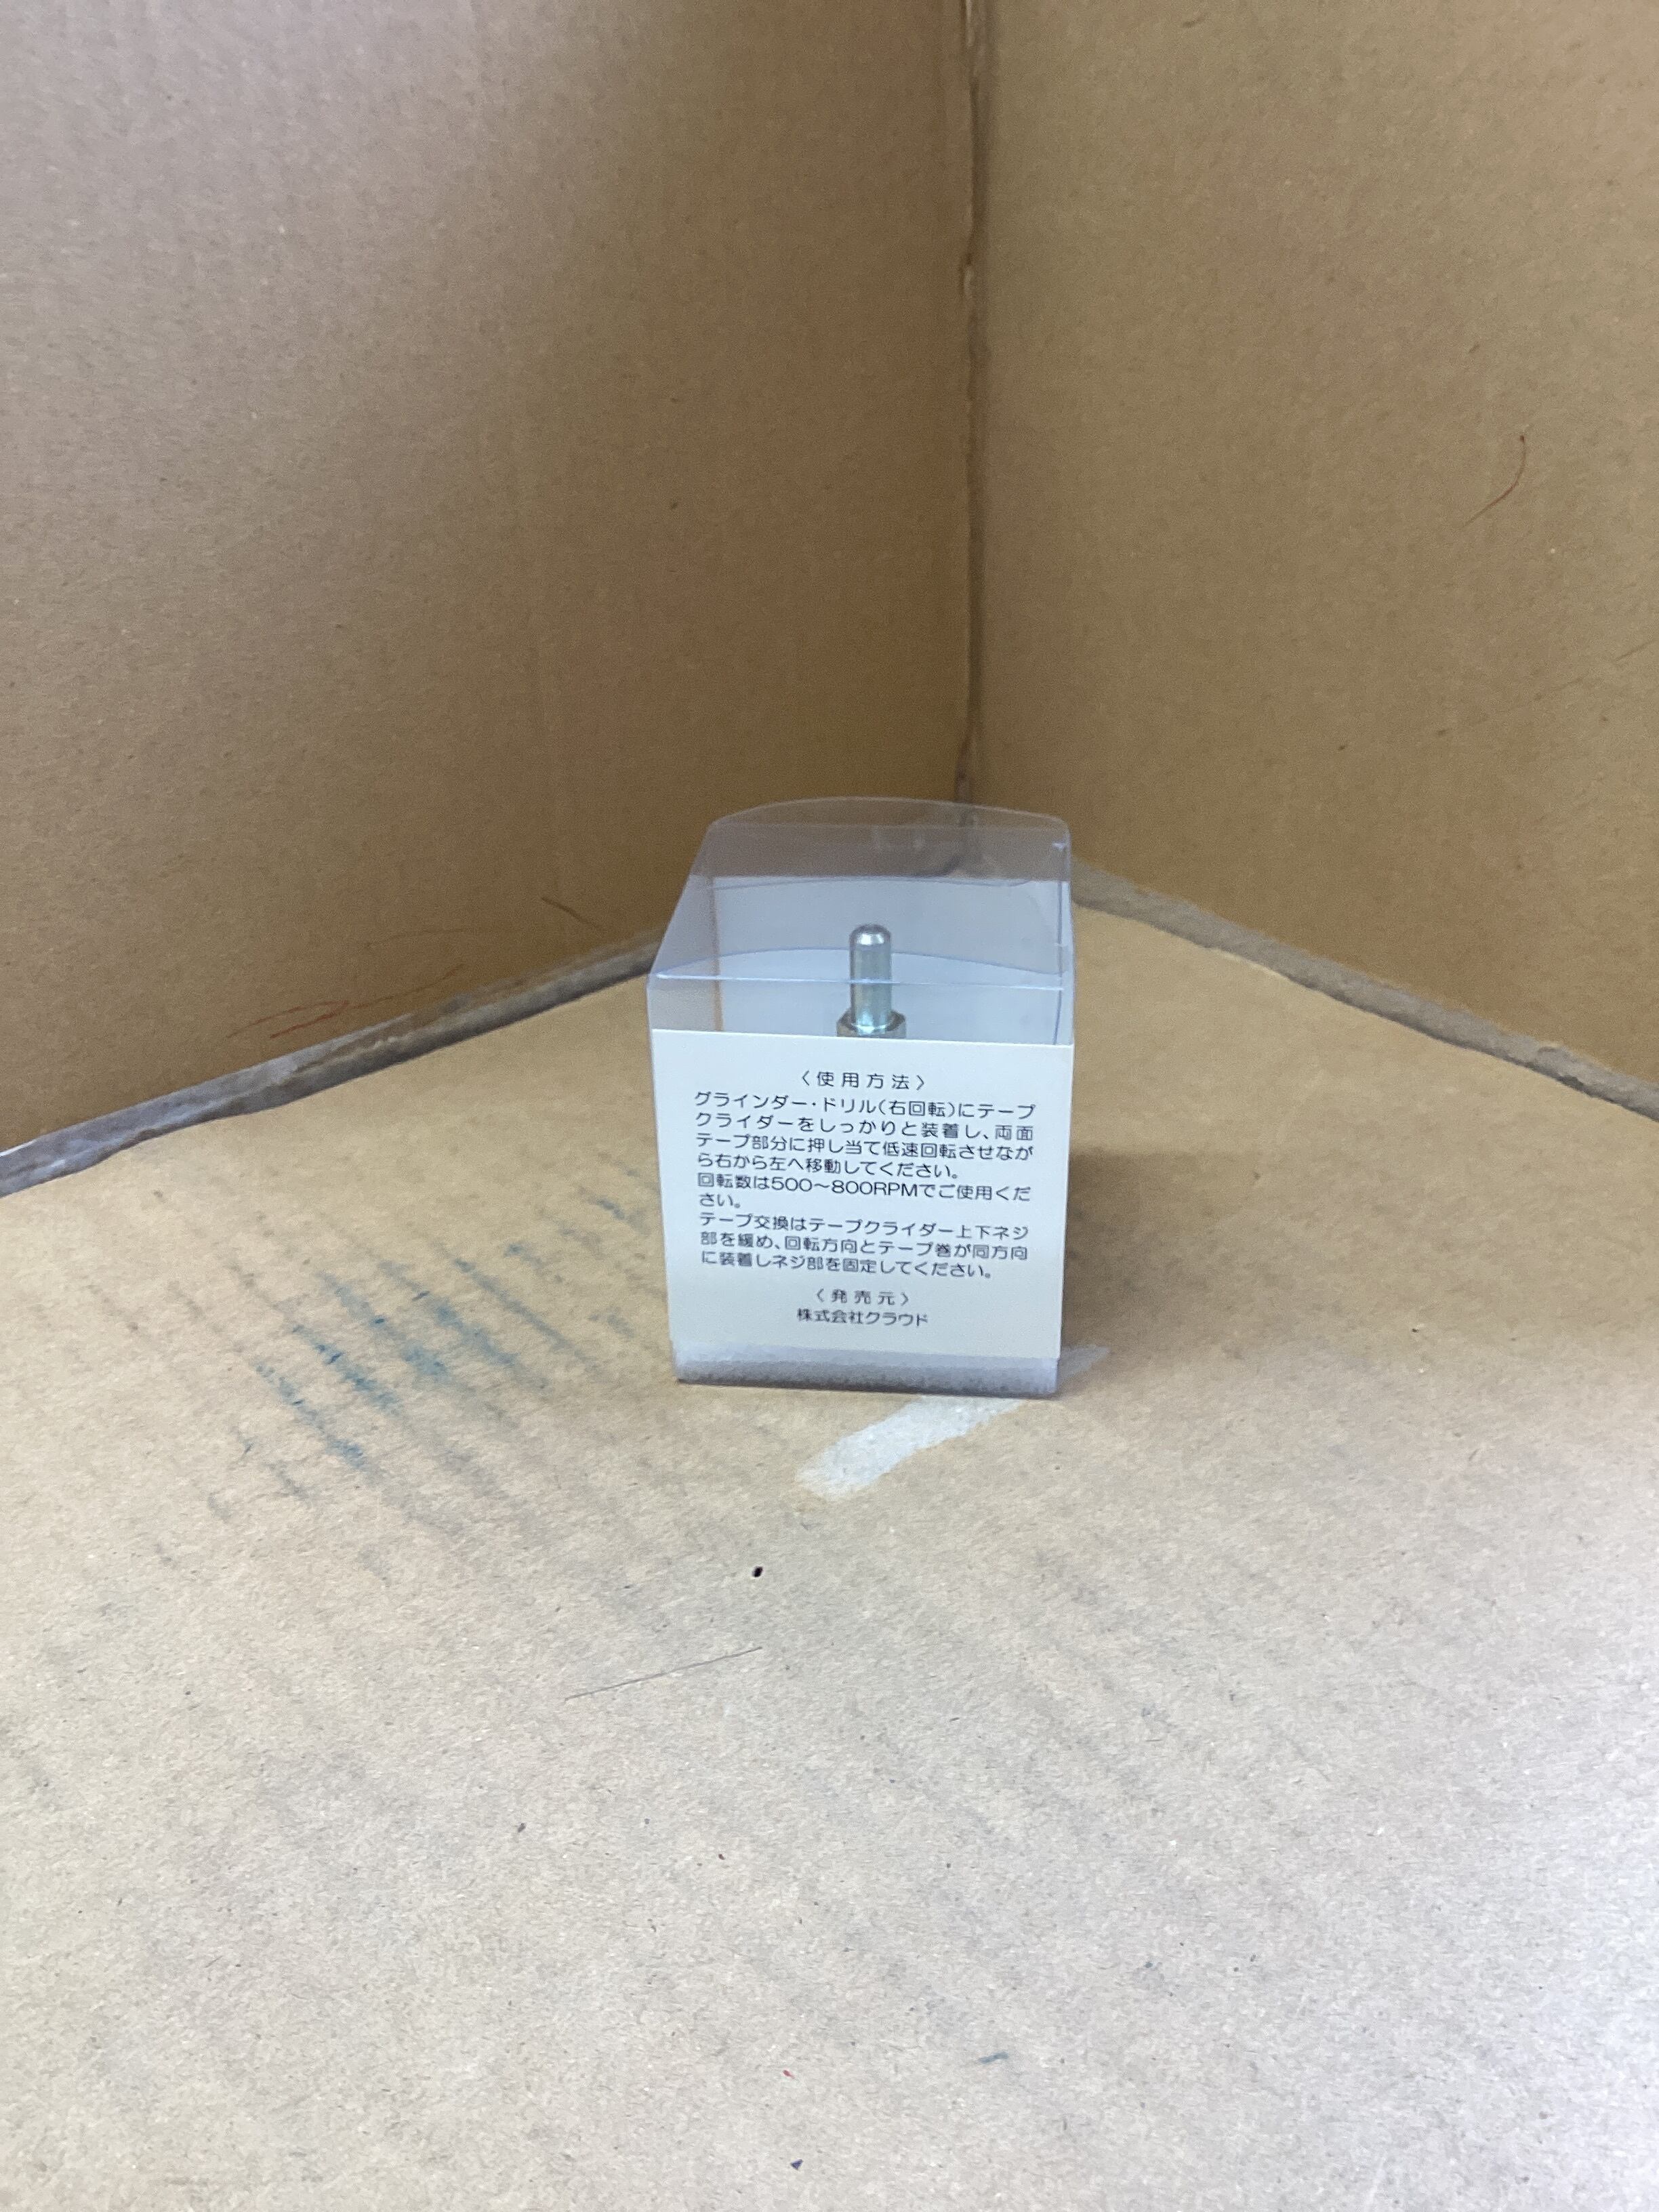 〈使用方法〉
グラインダー・ドリル(右回転)にテープ
クライダーをしっかりと装着し、両面
テープ部分に押し当て低速回転させなが
ら右から左へ移動してください。
回転数は500〜800RPMでご使用くだ
さい。
テープ交換はテープクライダー上下ネジ
部を緩め、回転方向とテープ巻が同方向
に装着しネジ部を固定してください。
〈発売元〉
株式会社クラウド